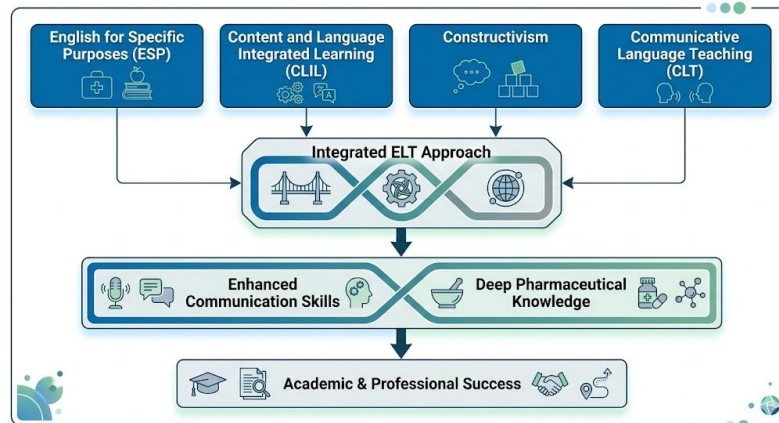 English for Specific
Purposes (ESP)
Content and Language
Integrated Learning
(CLIL)
Constructivism
Communicative
Language Teaching
(CLT)
Integrated ELT Approach
Enhanced
Communication Skills
Deep Pharmaceutical
Knowledge
Academic & Professional Success